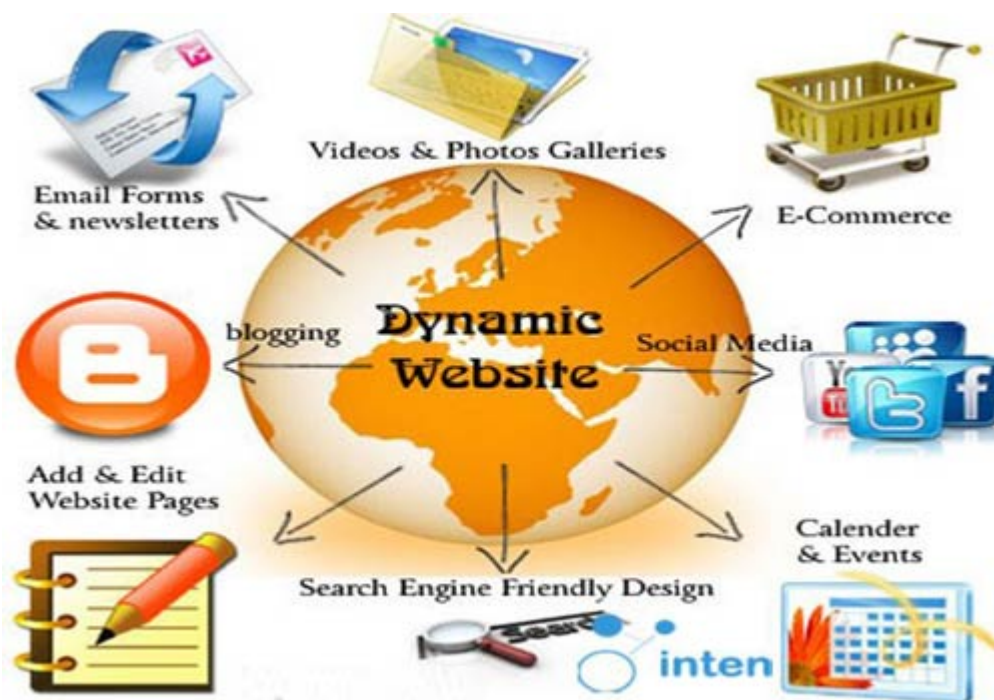 Videos & Photos Galleries
Email Forms
& newsletters
E-Commerce
blogging
Dynamic
Website
Social Media
Add & Edit
Website Pages
Calender
& Events
Search Engine Friendly Design
Search
inten